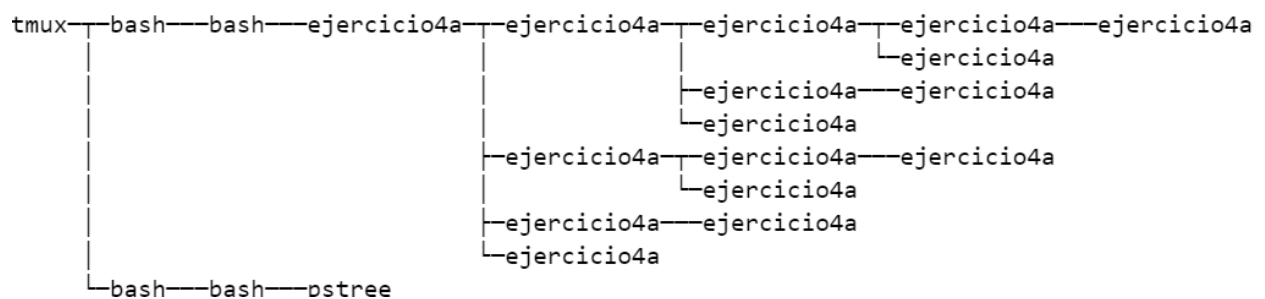 tmux─┬─bash───bash───ejercicio4a─┬─ejercicio4a─┬─ejercicio4a─┬─ejercicio4a───ejercicio4a
     │                           │             │             └─ejercicio4a
     │                           │             ├─ejercicio4a───ejercicio4a
     │                           │             └─ejercicio4a
     │                           ├─ejercicio4a─┬─ejercicio4a───ejercicio4a
     │                           │             └─ejercicio4a
     │                           ├─ejercicio4a───ejercicio4a
     │                           └─ejercicio4a
     └─bash───bash───pstree